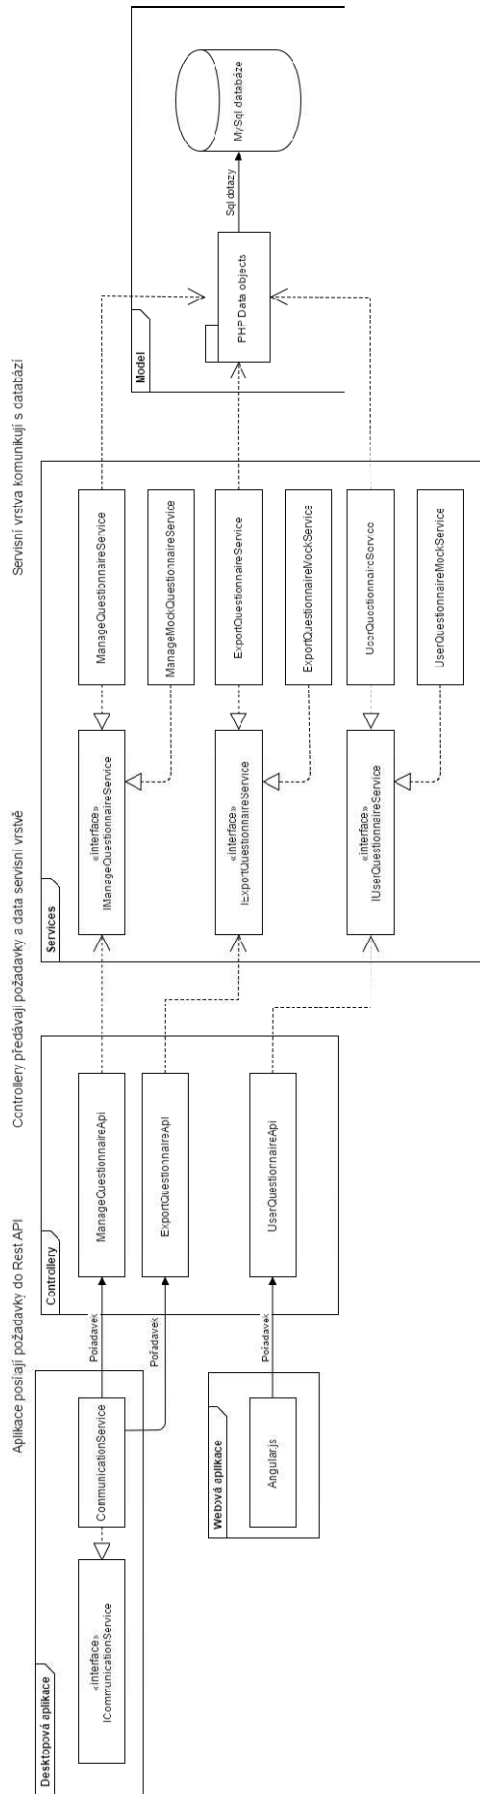 Aplikace posílají požadavky do Rest API
Controllery předávají požadavky a data servisní vrstvě
Servisní vrstva komunikují s databází
Desktopová aplikace
«interface»
ICommunicationService
CommunicationService
Požadavek
Požadavek
Webová aplikace
Angular.js
Požadavek
Controllery
ManageQuestionnaireApi
ExportQuestionnaireApi
UserQuestionnaireApi
Services
«interface»
IManageQuestionnaireService
«interface»
IExportQuestionnaireService
«interface»
IUserQuestionnaireService
ManageQuestionnaireService
ManageMockQuestionnaireService
ExportQuestionnaireService
ExportQuestionnaireMockService
UserQuestionnaireService
UserQuestionnaireMockService
Model
PHP Data objects
Sql dotazy
MySql databáze